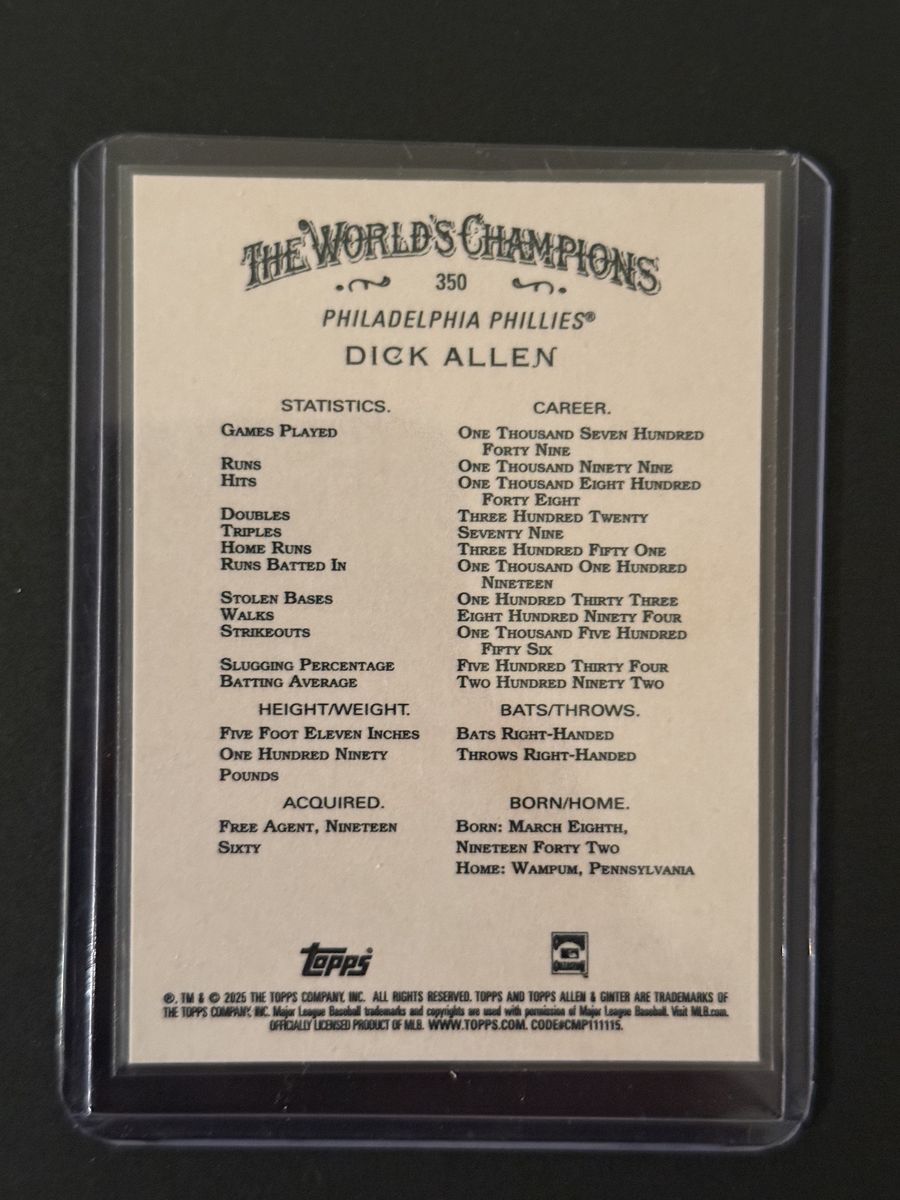 THE WORLD'S CHAMPIONS
350
PHILADELPHIA PHILLIES®
DICK ALLEN
STATISTICS. CAREER.
GAMES PLAYED ONE THOUSAND SEVEN HUNDRED
FORTY NINE
RUNS ONE THOUSAND NINETY NINE
HITS ONE THOUSAND EIGHT HUNDRED
FORTY EIGHT
DOUBLES THREE HUNDRED TWENTY
TRIPLES SEVENTY NINE
HOME RUNS THREE HUNDRED FIFTY ONE
RUNS BATTED IN ONE THOUSAND ONE HUNDRED
NINETEEN
STOLEN BASES ONE HUNDRED THIRTY THREE
WALKS EIGHT HUNDRED NINETY FOUR
STRIKEOUTS ONE THOUSAND FIVE HUNDRED
FIFTY SIX
SLUGGING PERCENTAGE FIVE HUNDRED THIRTY FOUR
BATTING AVERAGE TWO HUNDRED NINETY TWO
HEIGHT/WEIGHT. BATS/THROWS.
FIVE FOOT ELEVEN INCHES BATS RIGHT-HANDED
ONE HUNDRED NINETY THROWS RIGHT-HANDED
POUNDS
ACQUIRED. BORN/HOME.
FREE AGENT, NINETEEN BORN: MARCH EIGHTH,
SIXTY NINETEEN FORTY TWO
HOME: WAMPUM, PENNSYLVANIA
Topps
®, TM & © 2025 THE TOPPS COMPANY, INC. ALL RIGHTS RESERVED. TOPPS AND TOPPS ALLEN & GINTER ARE TRADEMARKS OF
THE TOPPS COMPANY, INC. Major League Baseball trademarks and copyrights are used with permission of Major League Baseball. Visit MLB.com.
OFFICIALLY LICENSED PRODUCT OF MLB. WWW.TOPPS.COM. CODE#CMP111115.